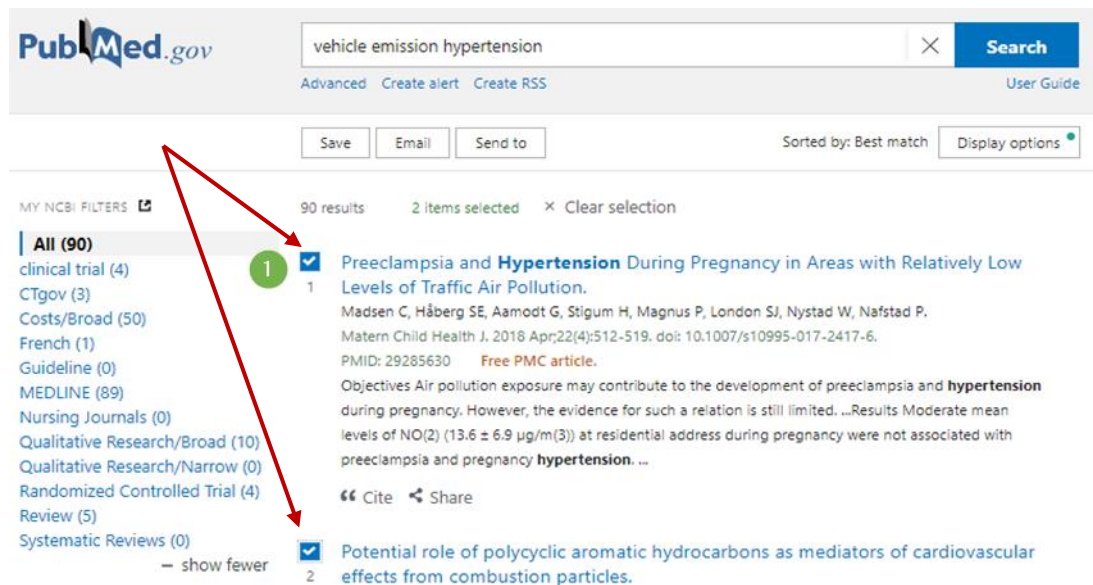 PubMed.gov
vehicle emission hypertension
Search
Advanced Create alert Create RSS
User Guide
Save Email Send to
Sorted by: Best match Display options
MY NCBI FILTERS
All (90)
clinical trial (4)
CTgov (3)
Costs/Broad (50)
French (1)
Guideline (0)
MEDLINE (89)
Nursing Journals (0)
Qualitative Research/Broad (10)
Qualitative Research/Narrow (0)
Randomized Controlled Trial (4)
Review (5)
Systematic Reviews (0)
− show fewer
90 results 2 items selected × Clear selection
1
1
Preeclampsia and Hypertension During Pregnancy in Areas with Relatively Low
Levels of Traffic Air Pollution.
Madsen C, Håberg SE, Aamodt G, Stigum H, Magnus P, London SJ, Nystad W, Nafstad P.
Matern Child Health J. 2018 Apr;22(4):512-519. doi: 10.1007/s10995-017-2417-6.
PMID: 29285630 Free PMC article.
Objectives Air pollution exposure may contribute to the development of preeclampsia and hypertension
during pregnancy. However, the evidence for such a relation is still limited. ...Results Moderate mean
levels of NO(2) (13.6 ± 6.9 μg/m(3)) at residential address during pregnancy were not associated with
preeclampsia and pregnancy hypertension. ...
Cite Share
2
Potential role of polycyclic aromatic hydrocarbons as mediators of cardiovascular
effects from combustion particles.